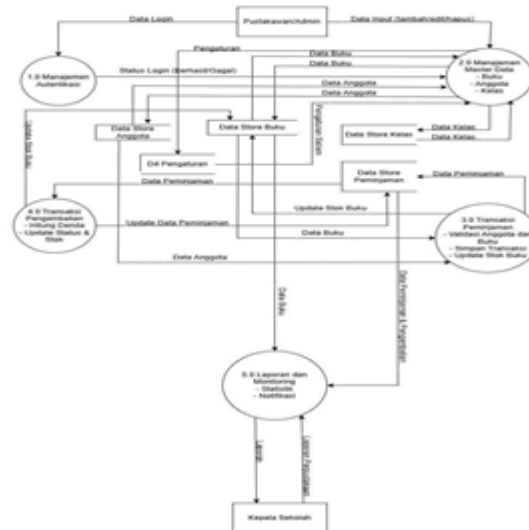 Data Login
Pustakawan/Admin
Data Input (tambah/edit/hapus)
Pengaturan
Data Buku
Data Buku
1.0 Manajemen
Autentikasi
Status Login (Berhasil/Gagal)
2.0 Manajemen
Master Data
- Buku
- Anggota
- Kelas
Data Anggota
Data Anggota
Update Stok Buku
Data Store
Anggota
Data Store Buku
Data Store Kelas
Data Kelas
Data Kelas
D4 Pengaturan
Data Store
Peminjaman
Data Peminjaman
Data Peminjaman
4.0 Transaksi
Pengembalian
- Hitung Denda
- Update Status &
Stok
Update Data Peminjaman
Update Stok Buku
Data Buku
3.0 Transaksi
Peminjaman
- Validasi Anggota dan
Buku
- Simpan Transaksi
- Update Stok Buku
Data Anggota
Data Buku
Data Peminjaman & Pengembalian
5.0 Laporan dan
Monitoring
- Statistik
- Notifikasi
Laporan
Laporan Perpustakaan
Kepala Sekolah